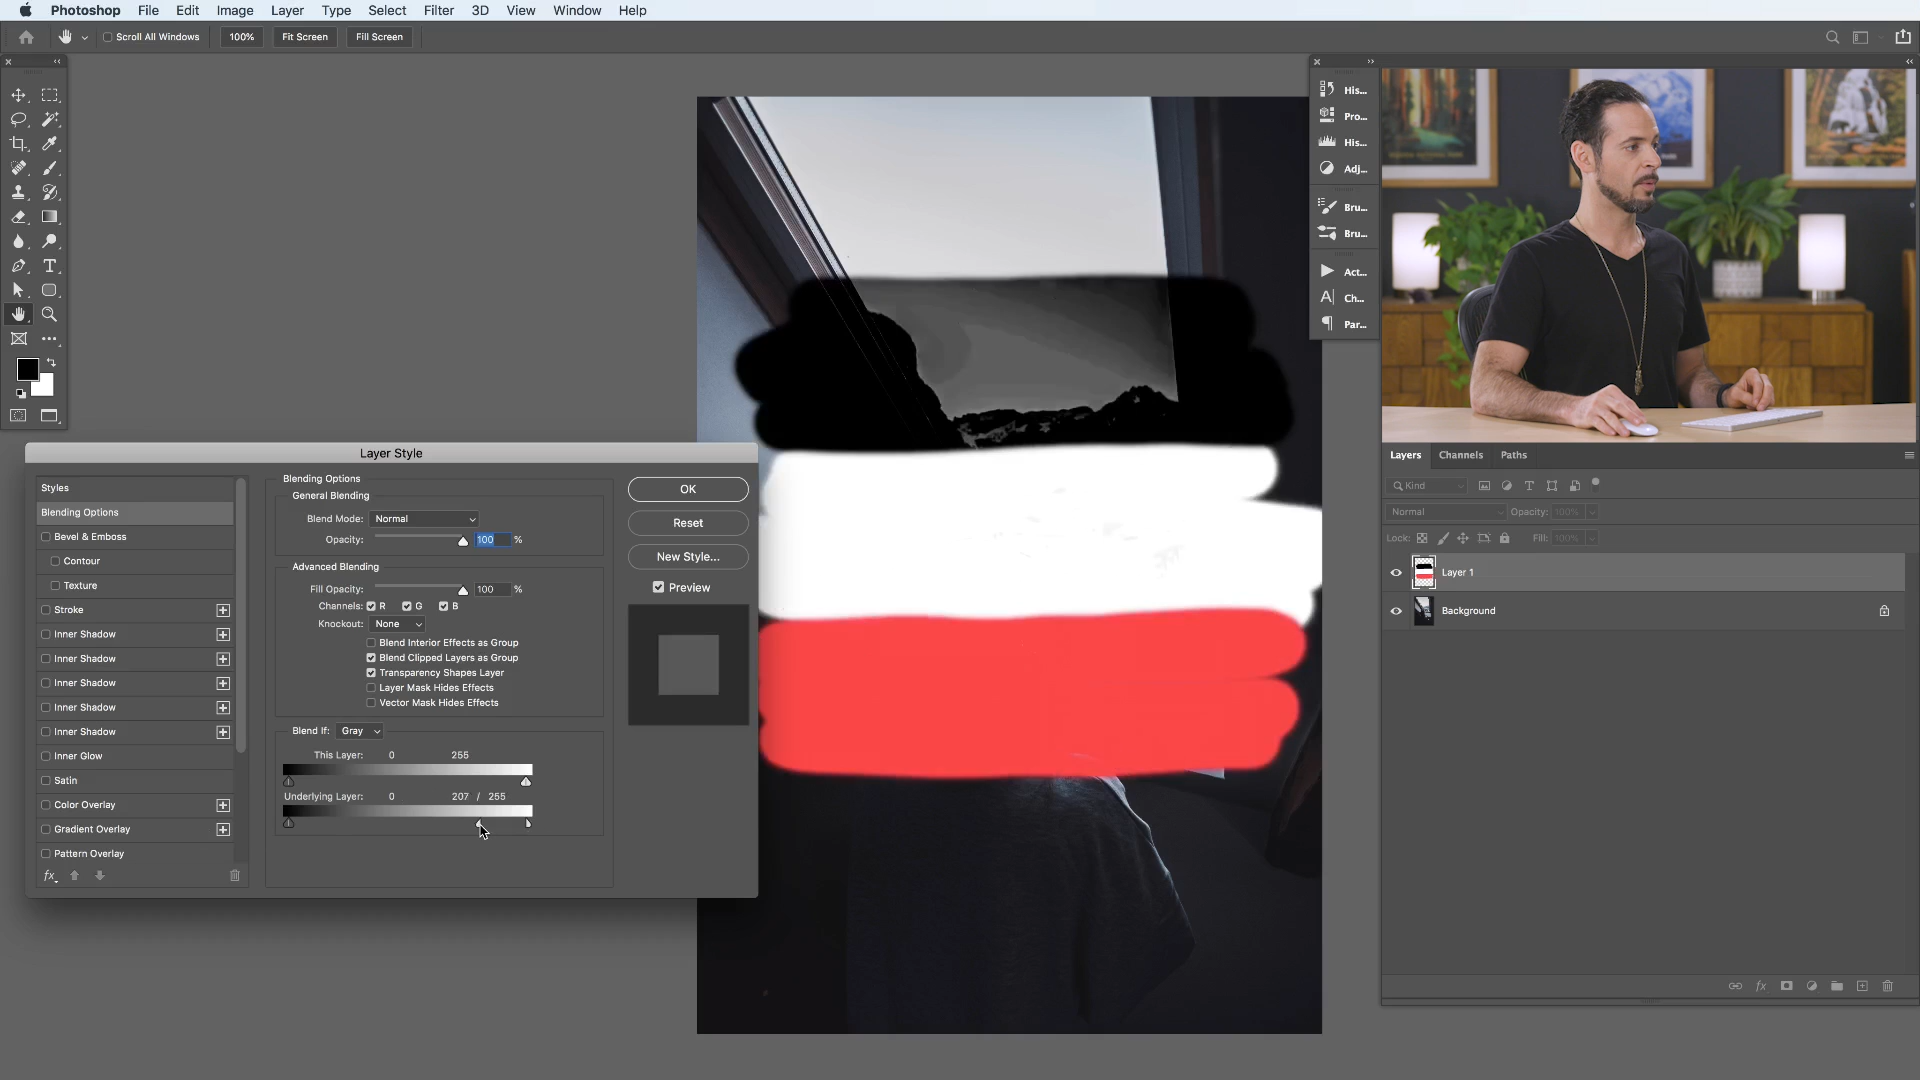 Photoshop File Edit Image Layer Type Select Filter 3D View Window Help
Scroll All Windows 100% Fit Screen Fill Screen
His...
Pro...
His...
Adj...
Bru...
Bru...
Act...
Ch...
Par...
Layer Style
Styles
Blending Options
Bevel & Emboss
Contour
Texture
Stroke
Inner Shadow
Inner Shadow
Inner Shadow
Inner Shadow
Inner Shadow
Inner Glow
Satin
Color Overlay
Gradient Overlay
Pattern Overlay
fx
Blending Options
General Blending
Blend Mode: Normal
Opacity: 100 %
Advanced Blending
Fill Opacity: 100 %
Channels: R G B
Knockout: None
Blend Interior Effects as Group
Blend Clipped Layers as Group
Transparency Shapes Layer
Layer Mask Hides Effects
Vector Mask Hides Effects
Blend If: Gray
This Layer: 0 255
Underlying Layer: 0 207 / 255
OK
Reset
New Style...
Preview
Layers Channels Paths
Kind
Normal Opacity: 100%
Lock: Fill: 100%
Layer 1
Background
fx